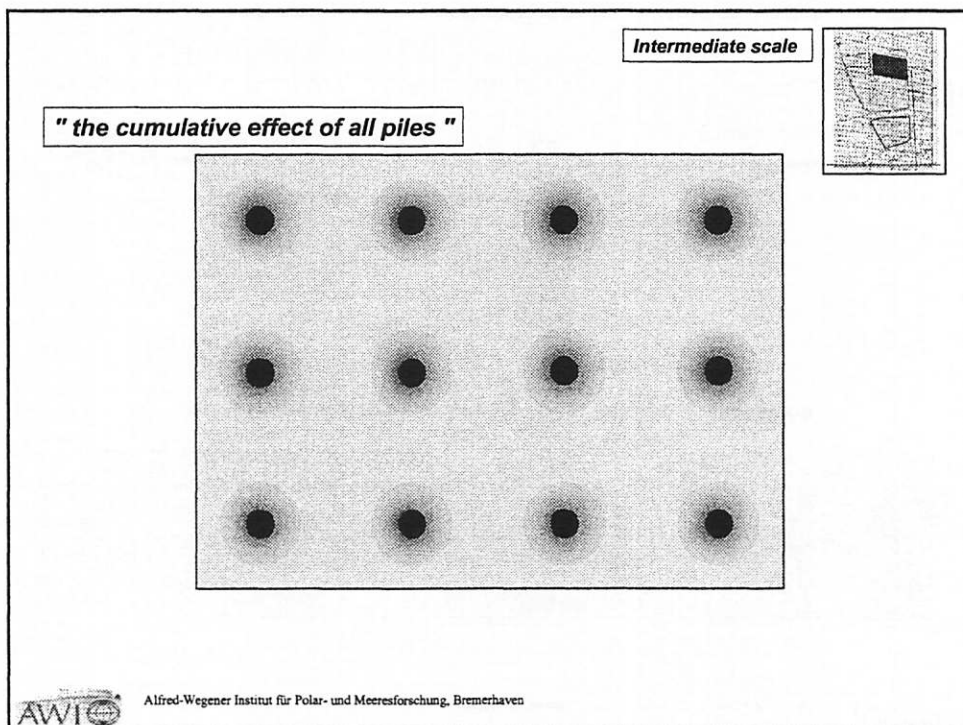 Intermediate scale
" the cumulative effect of all piles "
AWI
Alfred-Wegener Institut für Polar- und Meeresforschung, Bremerhaven